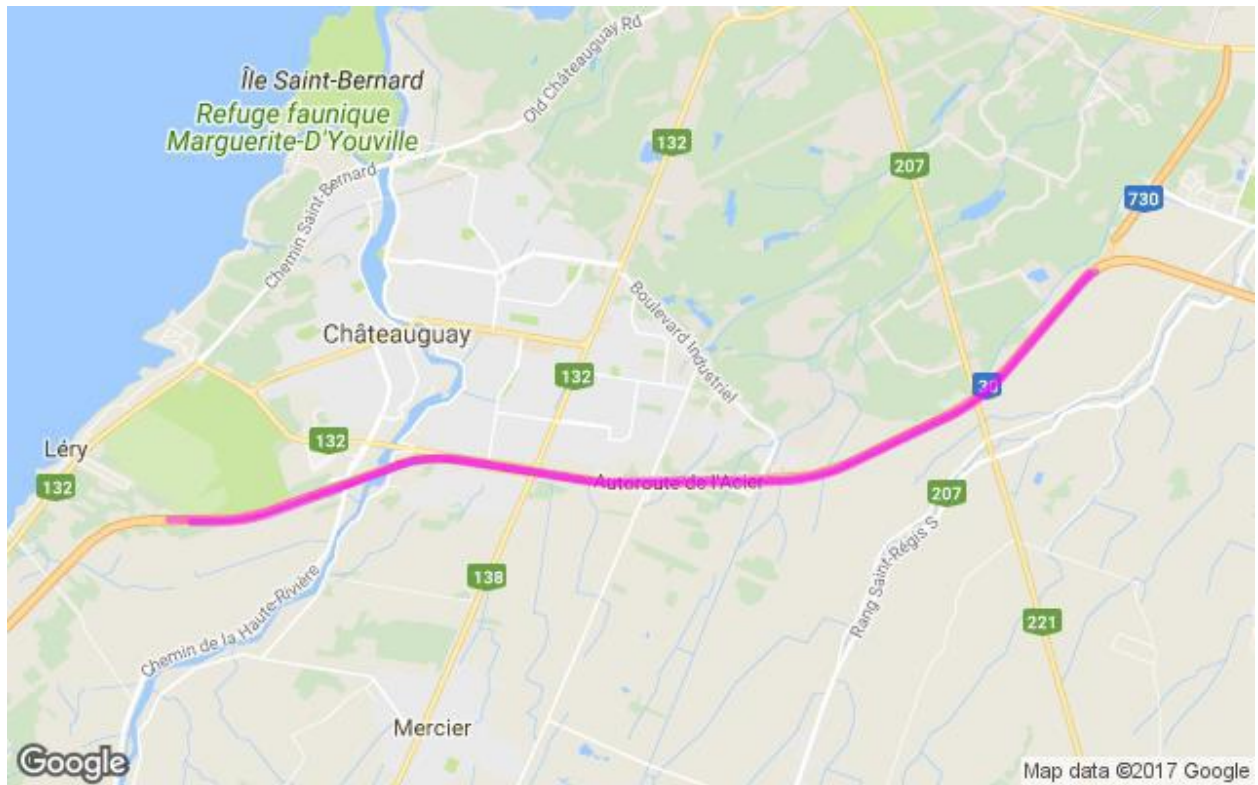 Île Saint-Bernard
Refuge faunique
Marguerite-D'Youville
Old Châteauguay Rd
132
207
730
Chemin Saint-Bernard
Boulevard Industriel
Châteauguay
132
30
Léry
132
132
Autoroute de l'Acier
207
Rang Saint-Régis S
138
221
Chemin de la Haute-Rivière
Mercier
Google
Map data ©2017 Google